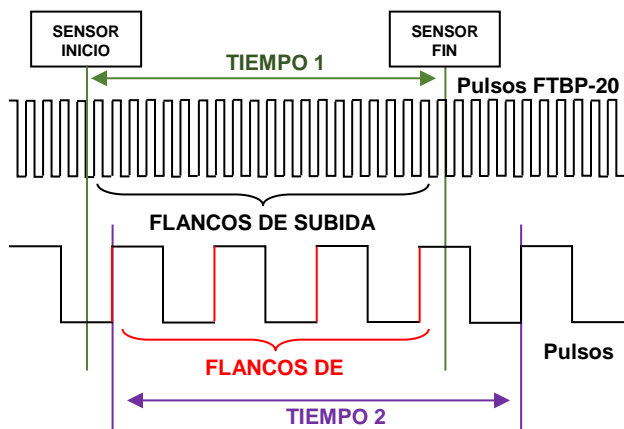 SENSOR
INICIO
SENSOR
FIN
TIEMPO 1
Pulsos FTBP-20
FLANCOS DE SUBIDA
FLANCOS DE
Pulsos
TIEMPO 2